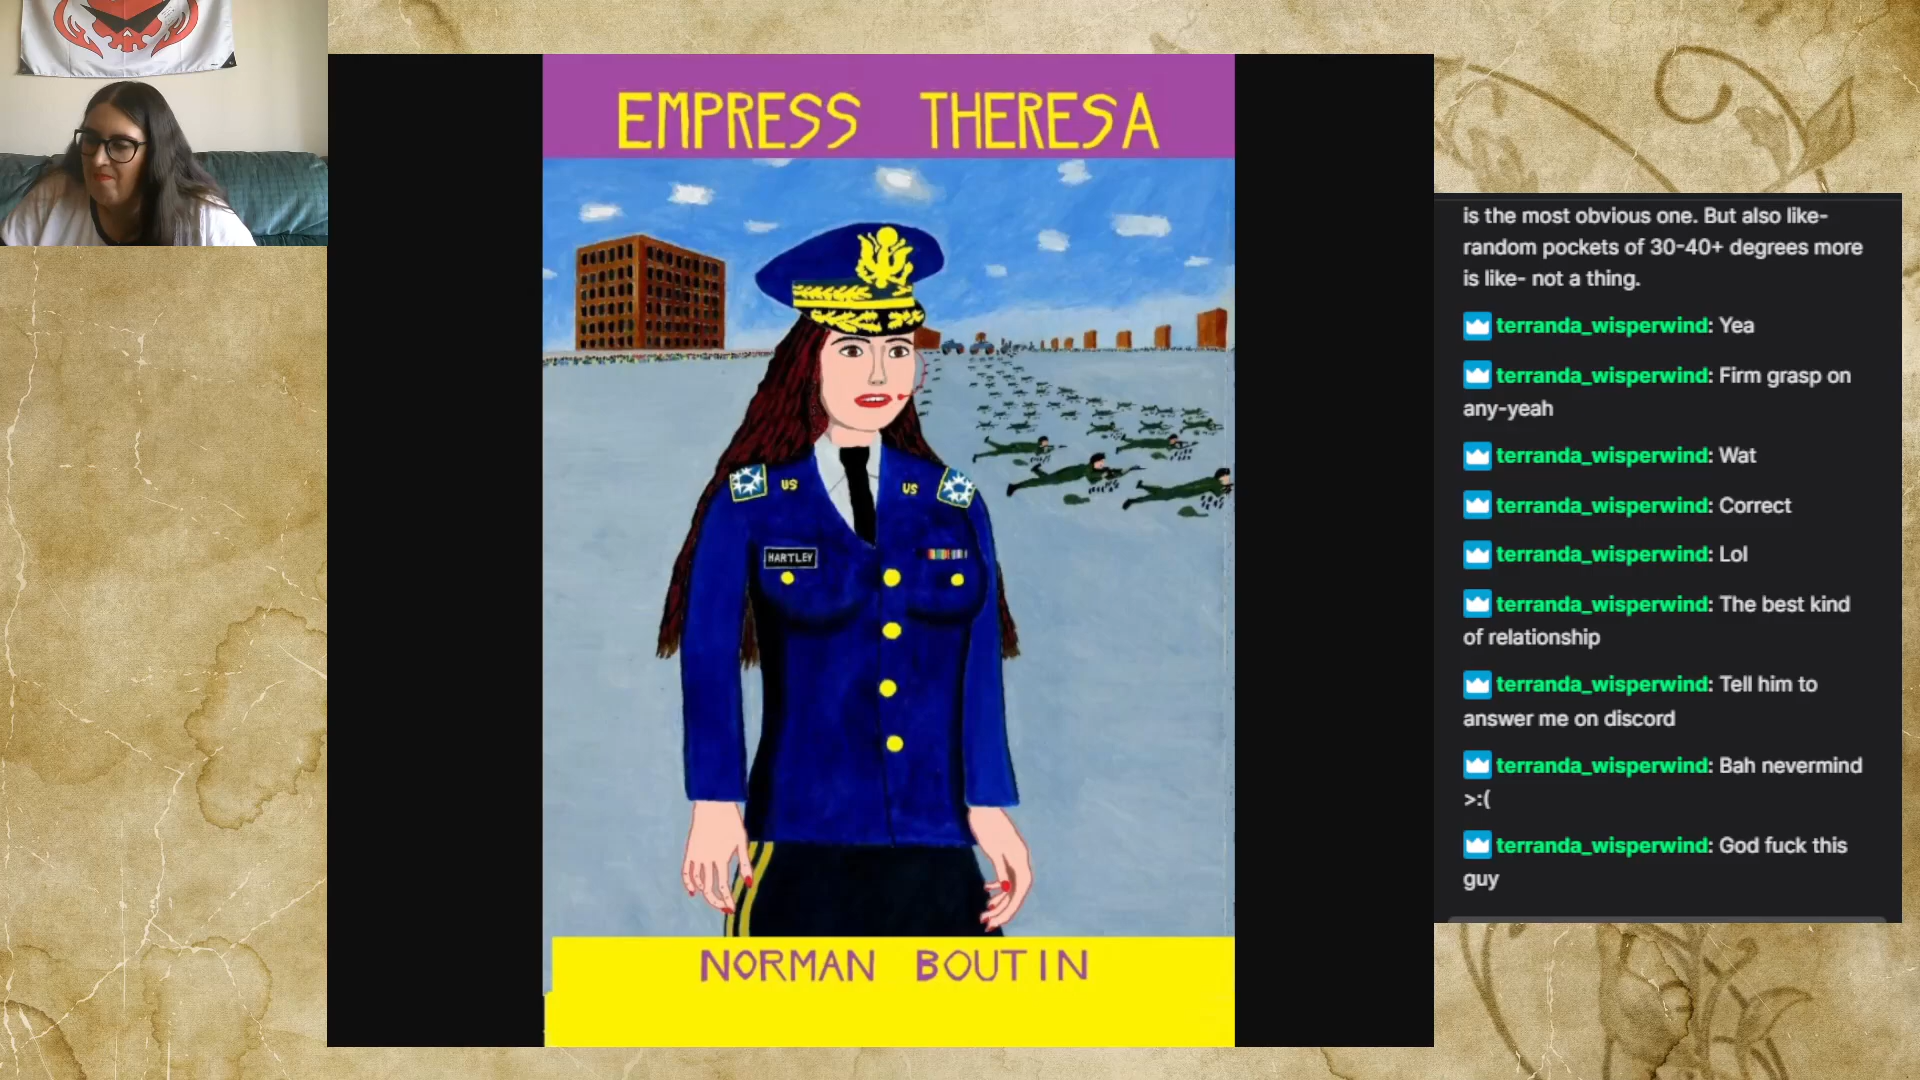 EMPRESS THERESA
US
US
HARTLEY
NORMAN BOUTIN
is the most obvious one. But also like-
random pockets of 30-40+ degrees more
is like- not a thing.
terranda_wisperwind: Yea
terranda_wisperwind: Firm grasp on
any-yeah
terranda_wisperwind: Wat
terranda_wisperwind: Correct
terranda_wisperwind: Lol
terranda_wisperwind: The best kind
of relationship
terranda_wisperwind: Tell him to
answer me on discord
terranda_wisperwind: Bah nevermind
>:(
terranda_wisperwind: God fuck this
guy